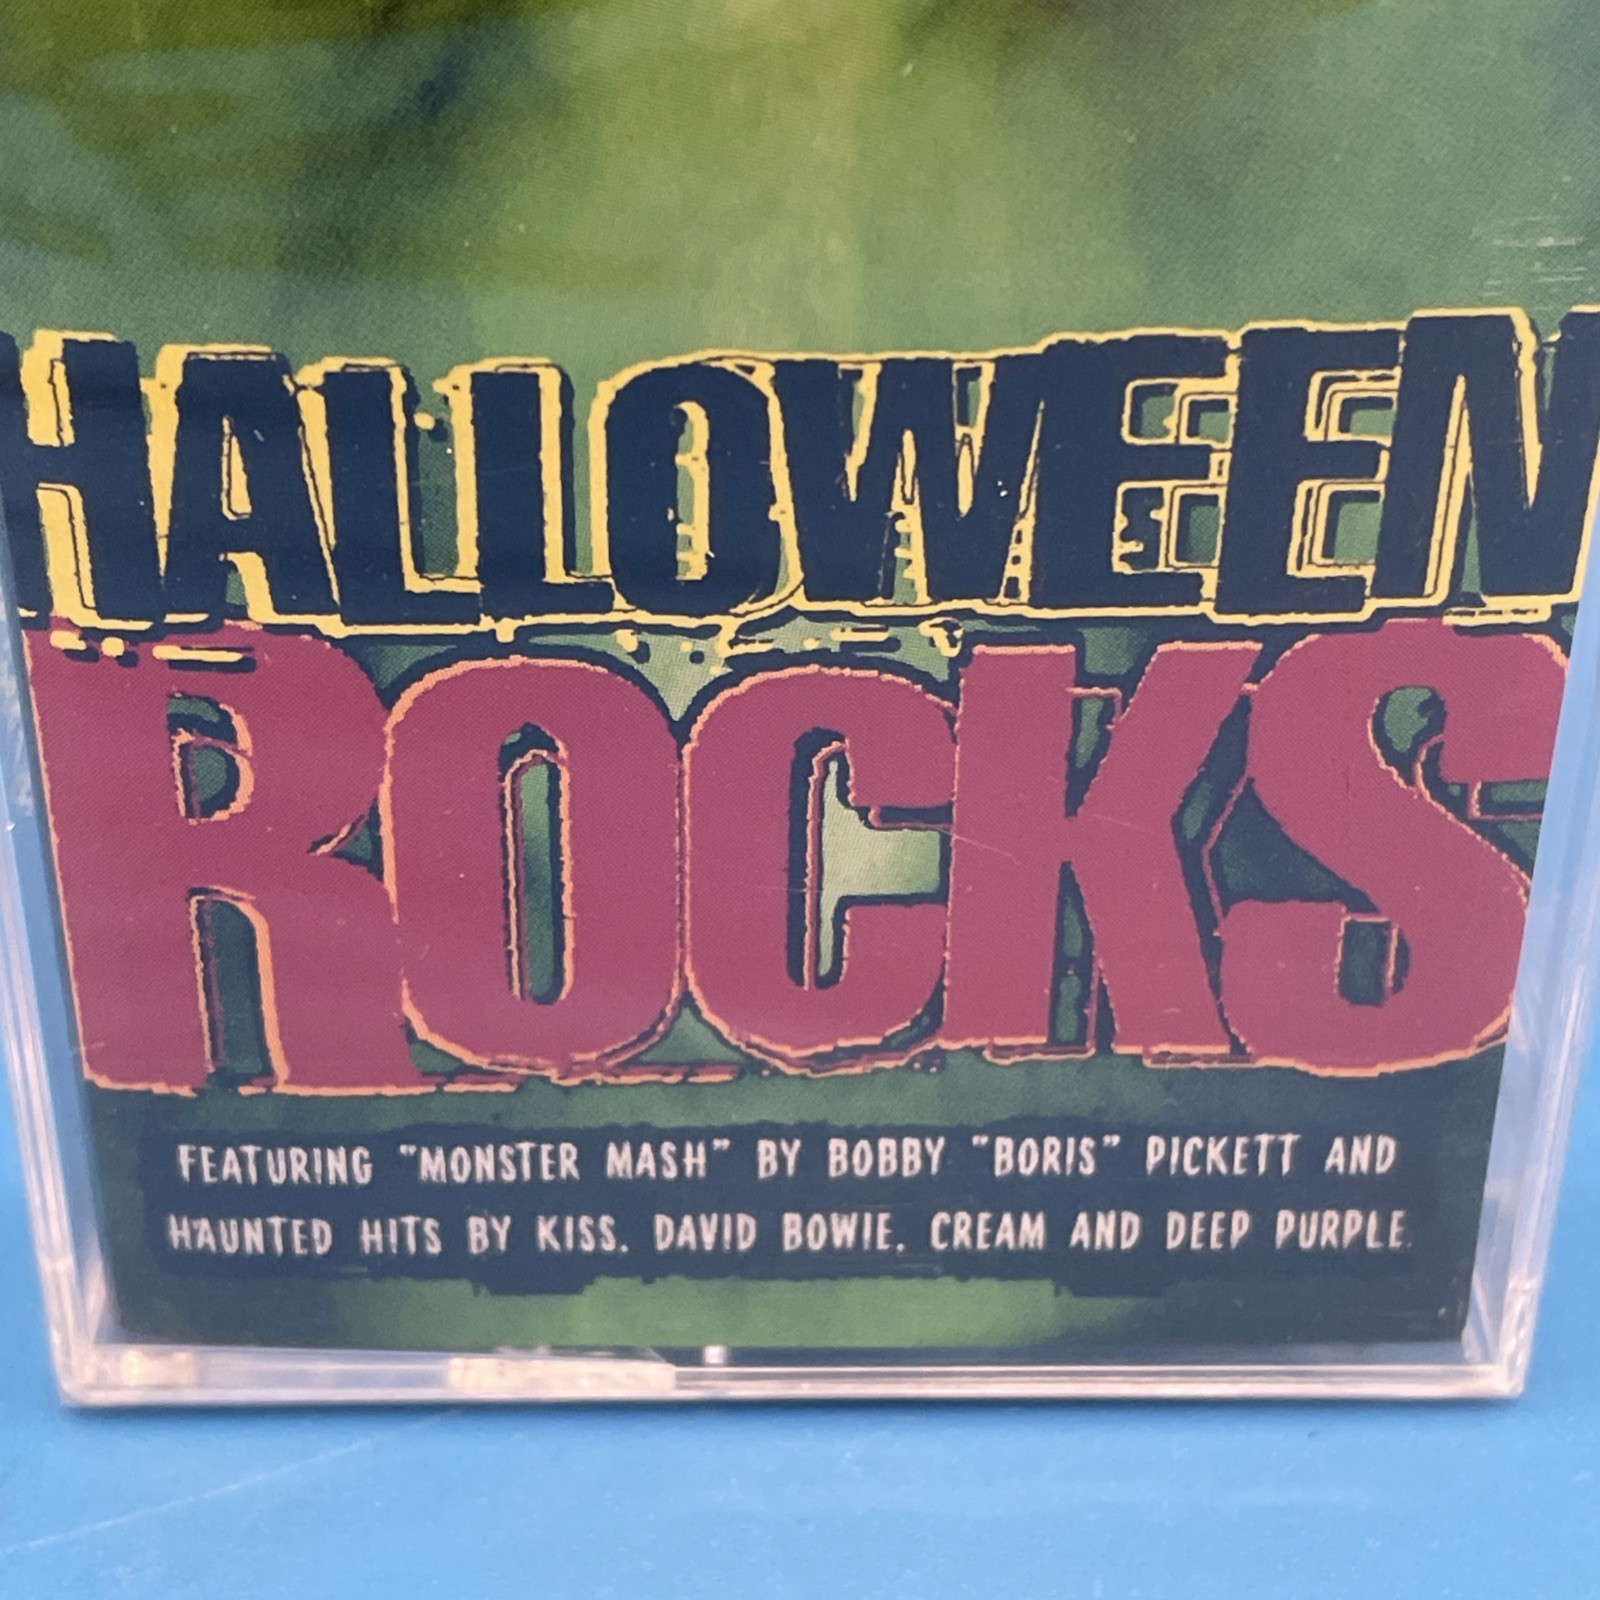 HALLOWEEN
ROCKS
FEATURING "MONSTER MASH" BY BOBBY "BORIS" PICKETT AND
HAUNTED HITS BY KISS, DAVID BOWIE, CREAM AND DEEP PURPLE.